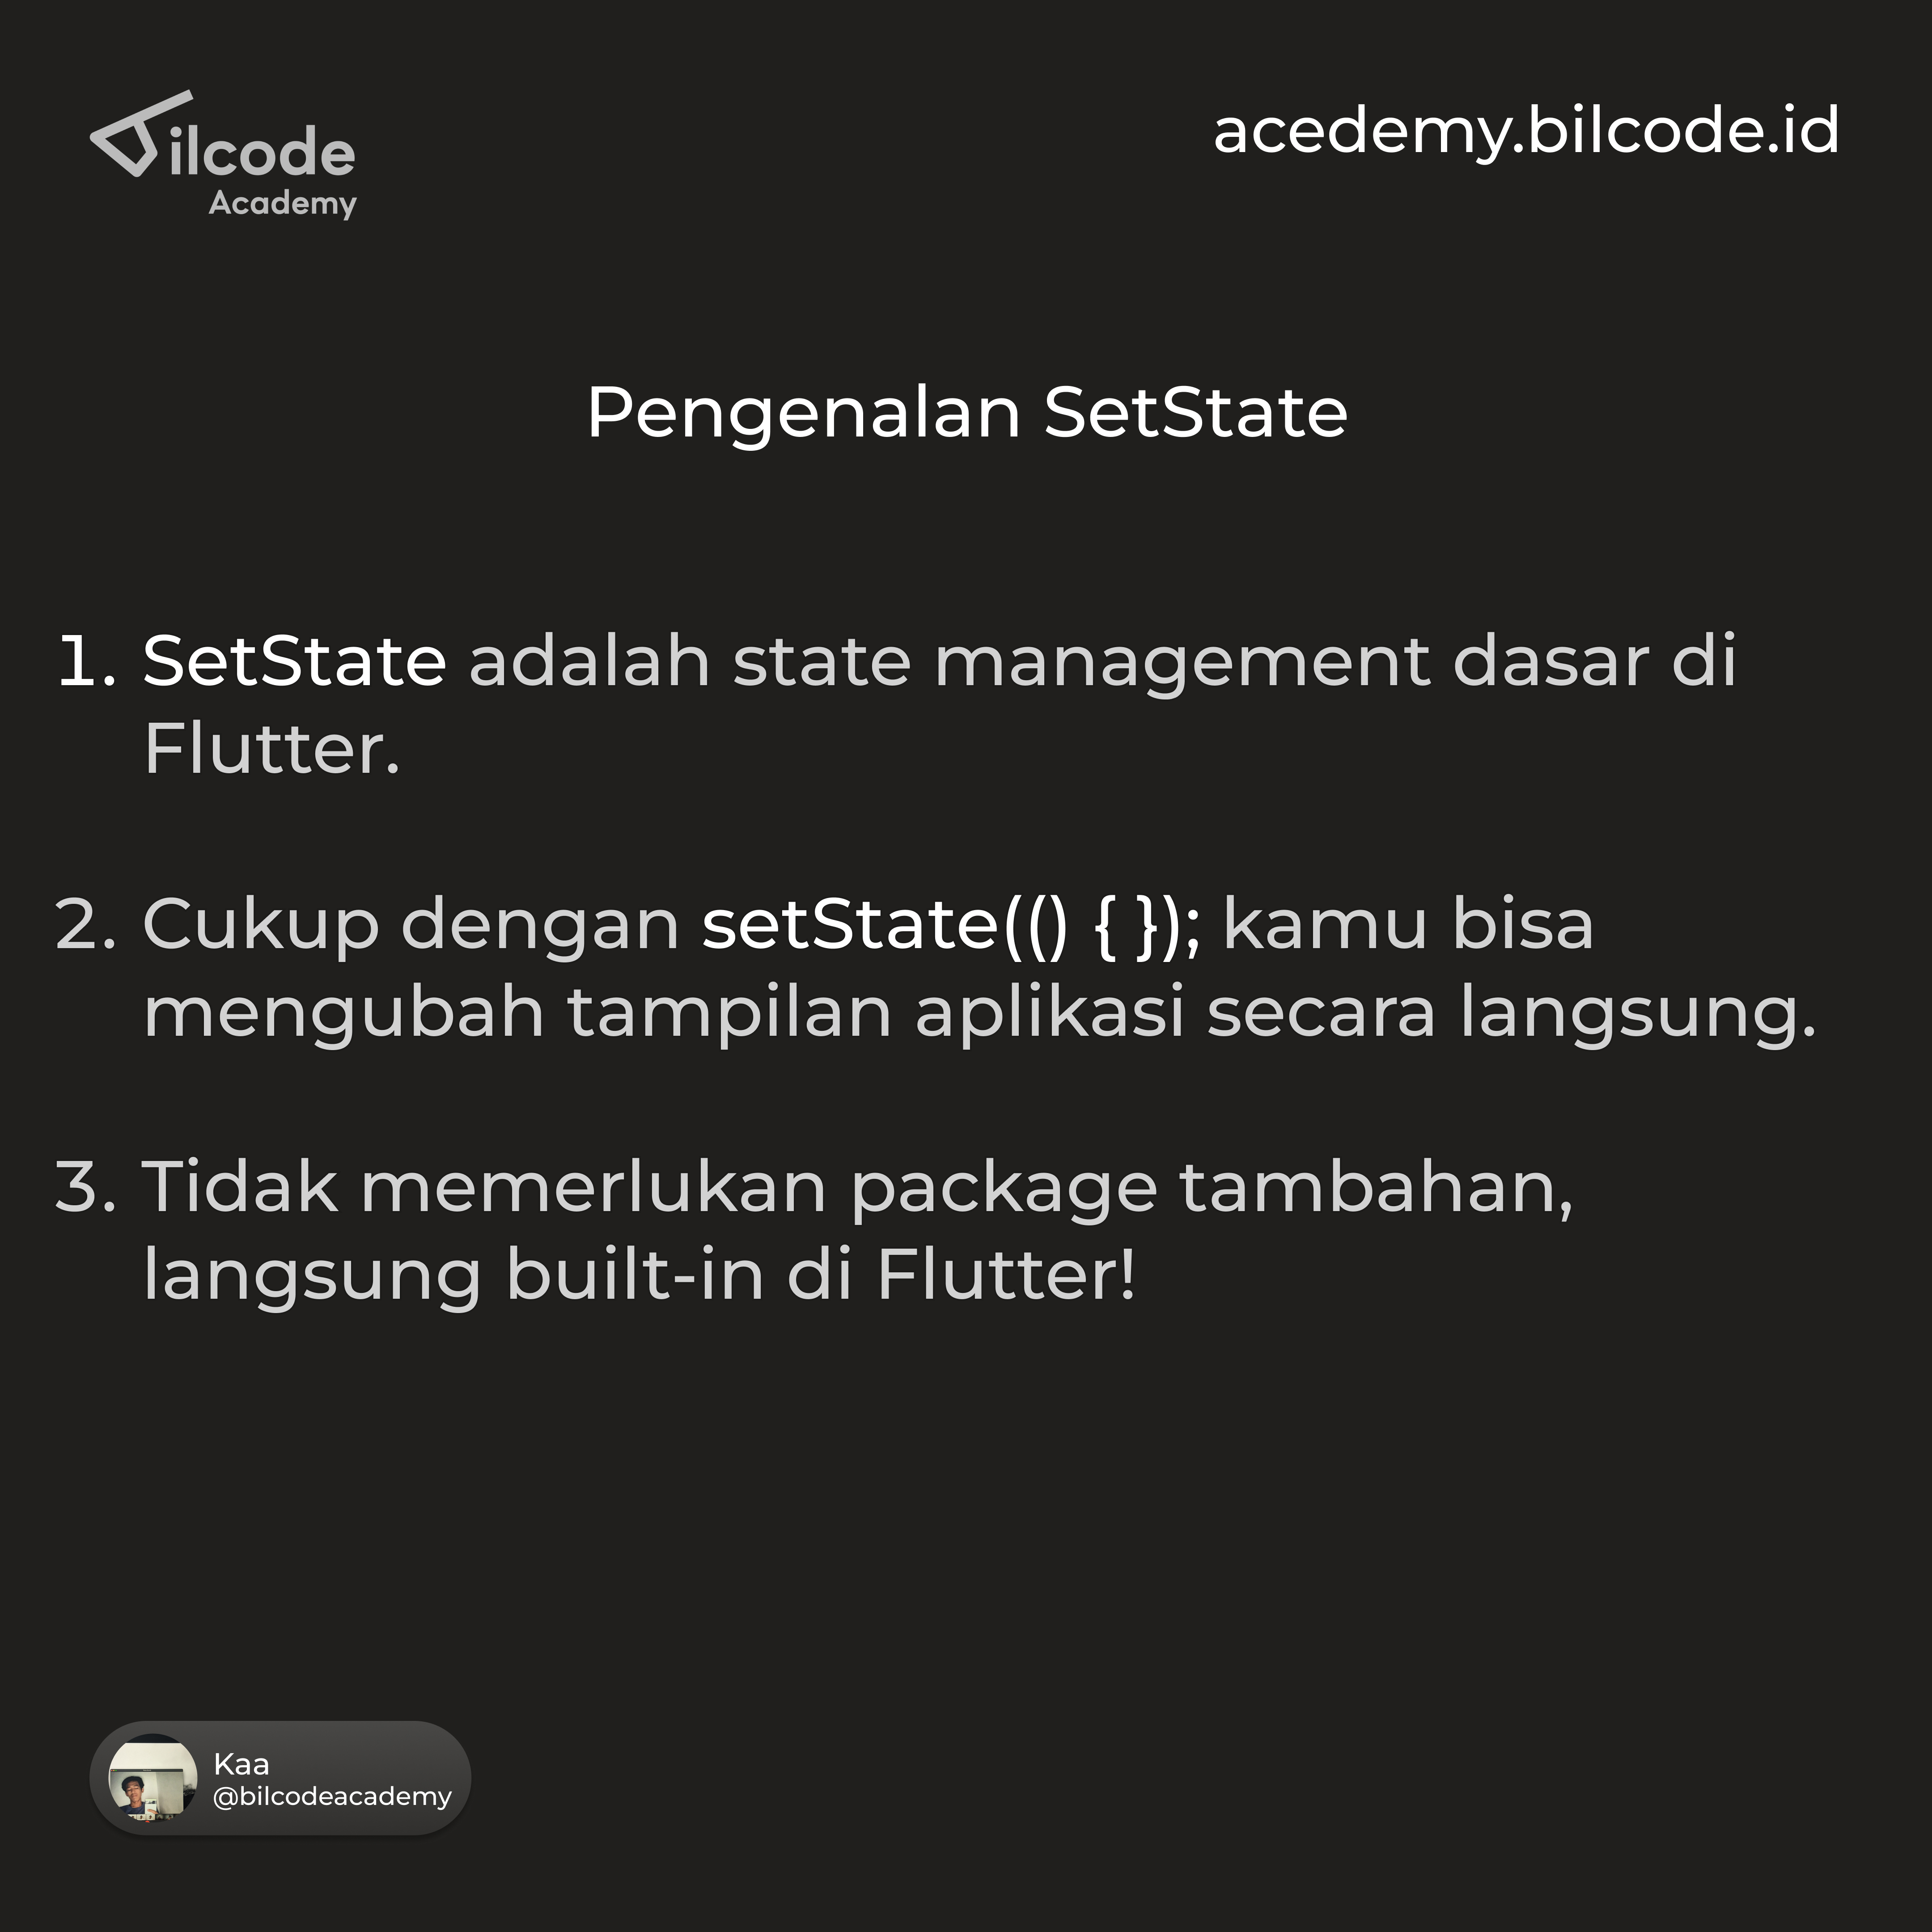 Bilcode
Academy
acedemy.bilcode.id
Pengenalan SetState
1. SetState adalah state management dasar di
Flutter.
2. Cukup dengan setState(() { }); kamu bisa
mengubah tampilan aplikasi secara langsung.
3. Tidak memerlukan package tambahan,
langsung built-in di Flutter!
Kaa
@bilcodeacademy